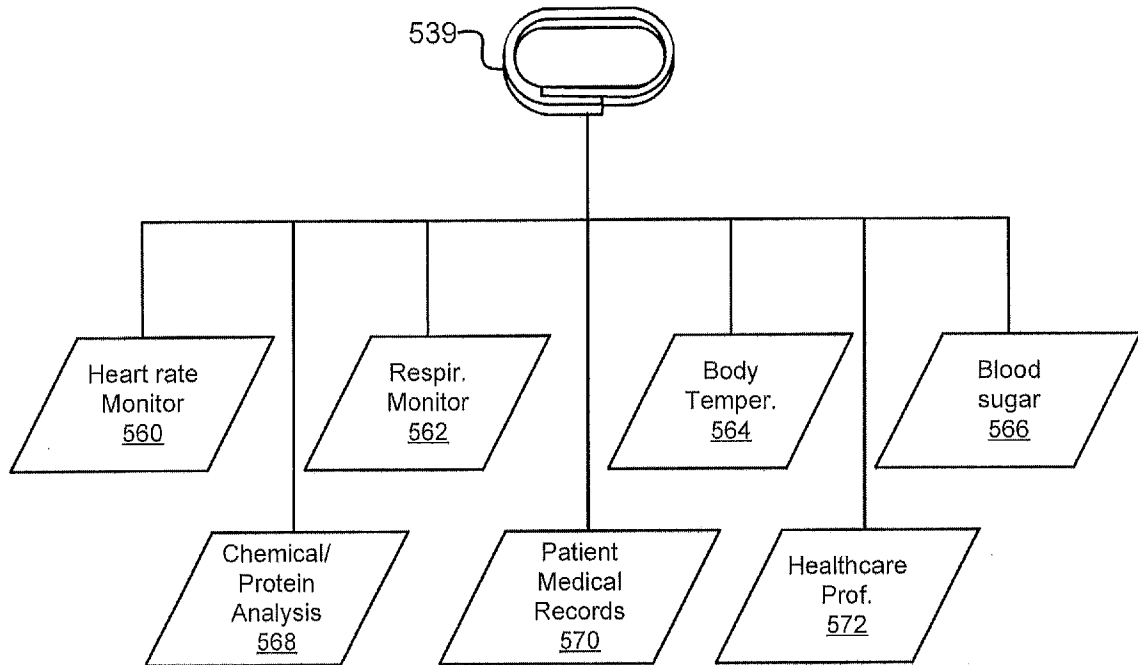 539
Heart rate
Monitor
560
Respir.
Monitor
562
Body
Temper.
564
Blood
sugar
566
Chemical/
Protein
Analysis
568
Patient
Medical
Records
570
Healthcare
Prof.
572